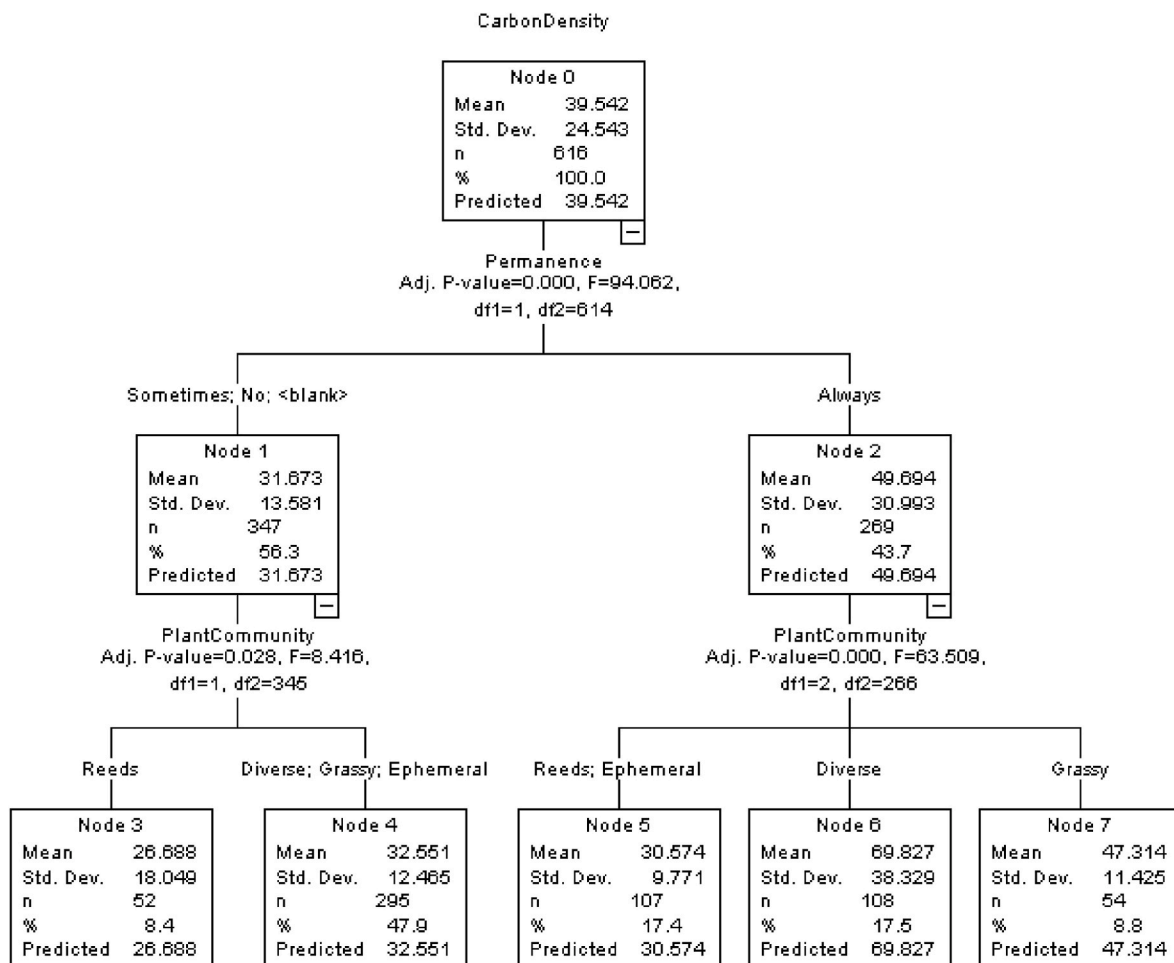 CarbonDensity
Node 0
Mean 39.542
Std. Dev. 24.543
n 616
% 100.0
Predicted 39.542
Permanence
Adj. P-value=0.000, F=94.062,
df1=1, df2=614
Sometimes; No; <blank>
Always
Node 1
Mean 31.673
Std. Dev. 13.581
n 347
% 56.3
Predicted 31.673
Node 2
Mean 49.694
Std. Dev. 30.993
n 269
% 43.7
Predicted 49.694
PlantCommunity
Adj. P-value=0.028, F=8.416,
df1=1, df2=345
PlantCommunity
Adj. P-value=0.000, F=63.509,
df1=2, df2=266
Reeds
Diverse; Grassy; Ephemeral
Reeds; Ephemeral
Diverse
Grassy
Node 3
Mean 26.688
Std. Dev. 18.049
n 52
% 8.4
Predicted 26.688
Node 4
Mean 32.551
Std. Dev. 12.465
n 295
% 47.9
Predicted 32.551
Node 5
Mean 30.574
Std. Dev. 9.771
n 107
% 17.4
Predicted 30.574
Node 6
Mean 69.827
Std. Dev. 38.329
n 108
% 17.5
Predicted 69.827
Node 7
Mean 47.314
Std. Dev. 11.425
n 54
% 8.8
Predicted 47.314